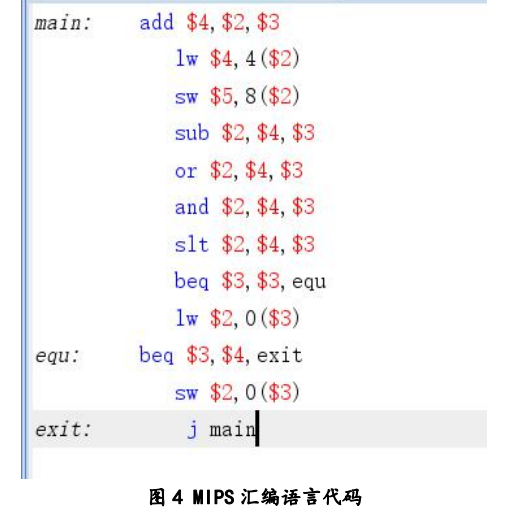 main: add $4,$2,$3
lw $4,4($2)
sw $5,8($2)
sub $2,$4,$3
or $2,$4,$3
and $2,$4,$3
slt $2,$4,$3
beq $3,$3,equ
lw $2,0($3)
equ: beq $3,$4,exit
sw $2,0($3)
exit: j main
图 4 MIPS 汇编语言代码